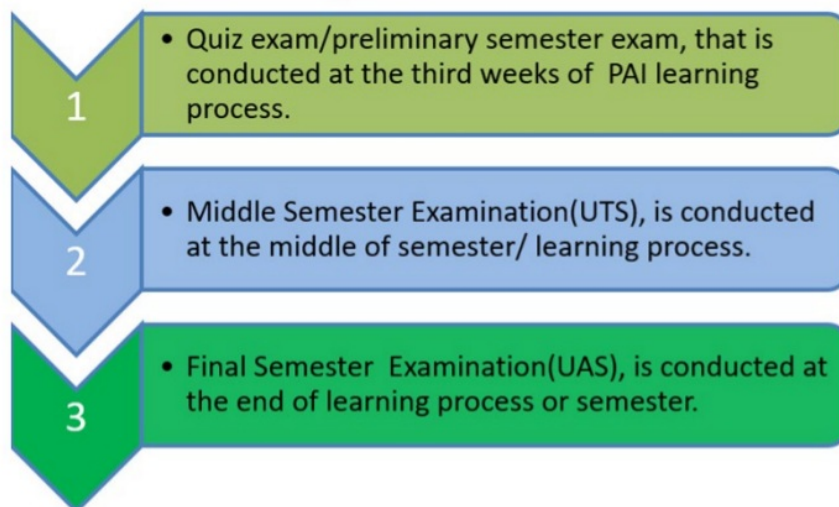 1
• Quiz exam/preliminary semester exam, that is
conducted at the third weeks of PAI learning
process.
2
• Middle Semester Examination(UTS), is conducted
at the middle of semester/ learning process.
3
• Final Semester Examination(UAS), is conducted at
the end of learning process or semester.